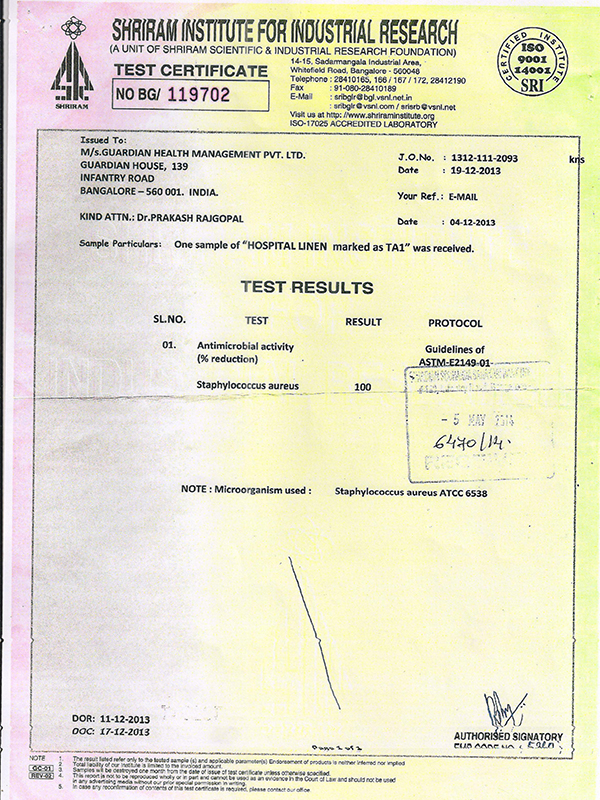 SHRIRAM INSTITUTE FOR INDUSTRIAL RESEARCH
(A UNIT OF SHRIRAM SCIENTIFIC & INDUSTRIAL RESEARCH FOUNDATION)
SHRIRAM
TEST CERTIFICATE
NO BG/ 119702
14-15, Sadarmangala Industrial Area,
Whitefield Road, Bangalore - 560048
Telephone : 28410165, 166 / 167 / 172, 28412190
Fax : 91-080-28410189
E-Mail : sribglr@bgl.vsnl.net.in
: sribglr@vsnl.com / srisrb@vsnl.net
Visit us at http://www.shriraminstitute.org
ISO-17025 ACCREDITED LABORATORY
CERTIFIED INSTITUTE
ISO
9001
14001
SRI
Issued To:
M/s.GUARDIAN HEALTH MANAGEMENT PVT. LTD.
GUARDIAN HOUSE, 139
INFANTRY ROAD
BANGALORE – 560 001. INDIA.
J.O.No. : 1312-111-2093 kns
Date : 19-12-2013
Your Ref.: E-MAIL
KIND ATTN.: Dr.PRAKASH RAJGOPAL
Date : 04-12-2013
Sample Particulars: One sample of "HOSPITAL LINEN marked as TA1" was received.
TEST RESULTS
SL.NO. TEST RESULT PROTOCOL
01. Antimicrobial activity Guidelines of
(% reduction) ASTM-E2149-01
Staphylococcus aureus 100
- 5 MAY 2014
6470/14.
NOTE : Microorganism used : Staphylococcus aureus ATCC 6538
DOR: 11-12-2013
DOC: 17-12-2013
AUTHORISED SIGNATORY
NOTE 1. The result listed refer only to the tested sample (s) and applicable parameter(s) Endorsement of products is neither inferred nor implied
2. Total liability of our institute is limited to the invoiced amount.
GC-01 3. Samples will be destroyed one month from the date of issue of test certificate unless otherwise specified.
REV-02 4. This report is not to be reproduced wholly or in part and cannot be used as an evidence in the Court of Law and should not be used
in any advertising media without our prior special permission in writing.
5. In case any reconfirmation of contents of this test certificate is required, please contact our office.